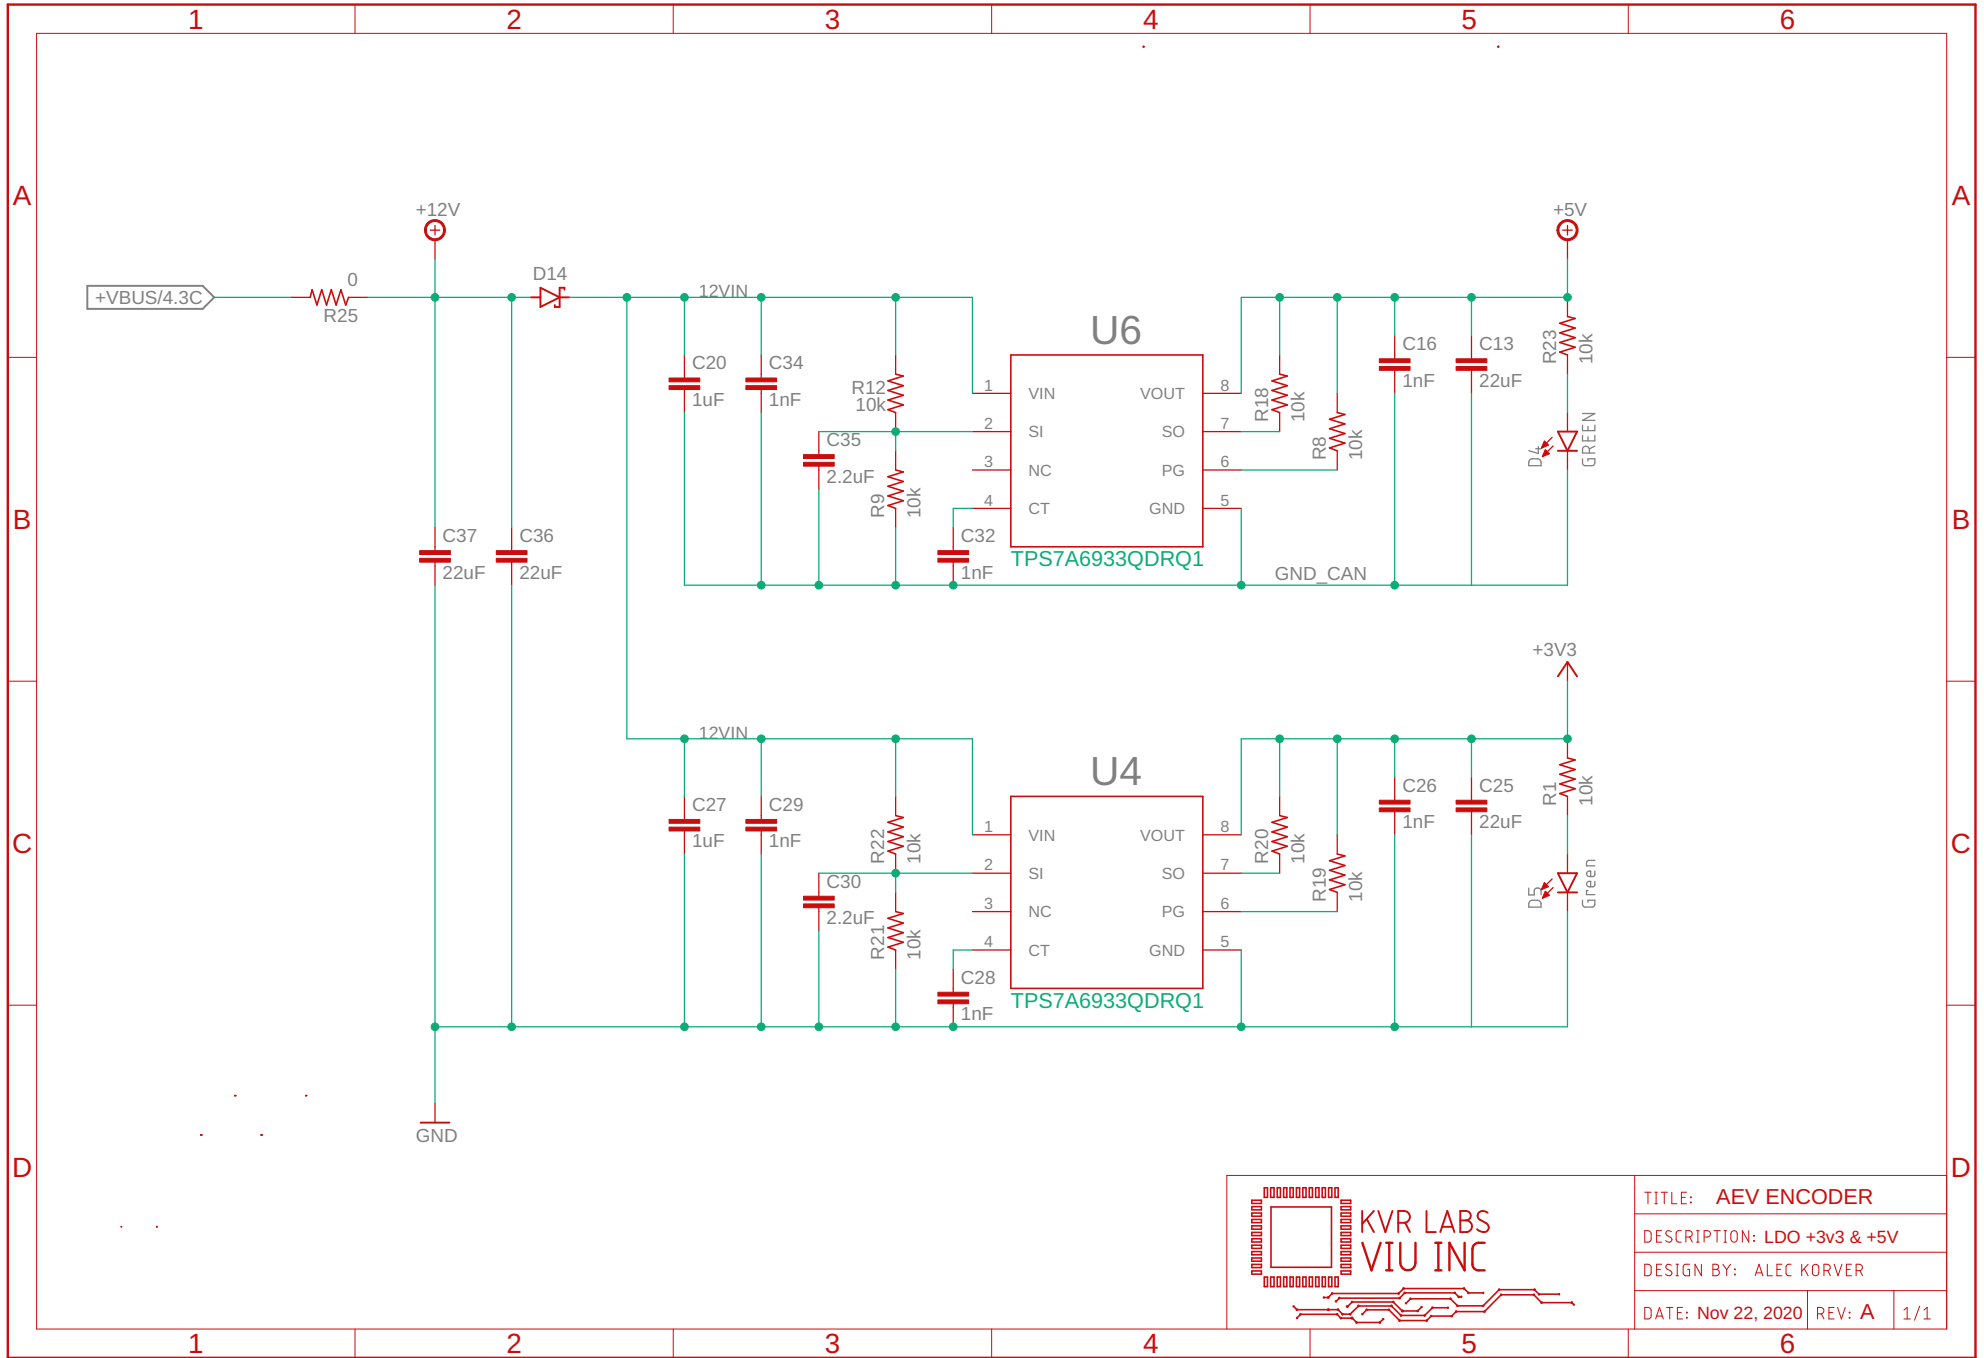 1 2 3 4 5 6
A A
+12V +5V
+VBUS/4.3C
0
R25
D14
12VIN
U6
C20
1uF
C34
1nF
R12
10k
C35
2.2uF
R9
10k
C32
1nF
1 VIN VOUT 8
2 SI SO 7
3 NC PG 6
4 CT GND 5
TPS7A6933QDRQ1
R18
10k
R8
10k
C16
1nF
C13
22uF
R23
10k
D4
GREEN
B B
C37
22uF
C36
22uF
GND_CAN
+3V3
12VIN
U4
C27
1uF
C29
1nF
R22
10k
C30
2.2uF
R21
10k
C28
1nF
1 VIN VOUT 8
2 SI SO 7
3 NC PG 6
4 CT GND 5
TPS7A6933QDRQ1
R20
10k
R19
10k
C26
1nF
C25
22uF
R1
10k
D5
Green
C C
GND
D D
KVR LABS
VIU INC
TITLE: AEV ENCODER
DESCRIPTION: LDO +3v3 & +5V
DESIGN BY: ALEC KORVER
DATE: Nov 22, 2020 REV: A 1/1
1 2 3 4 5 6